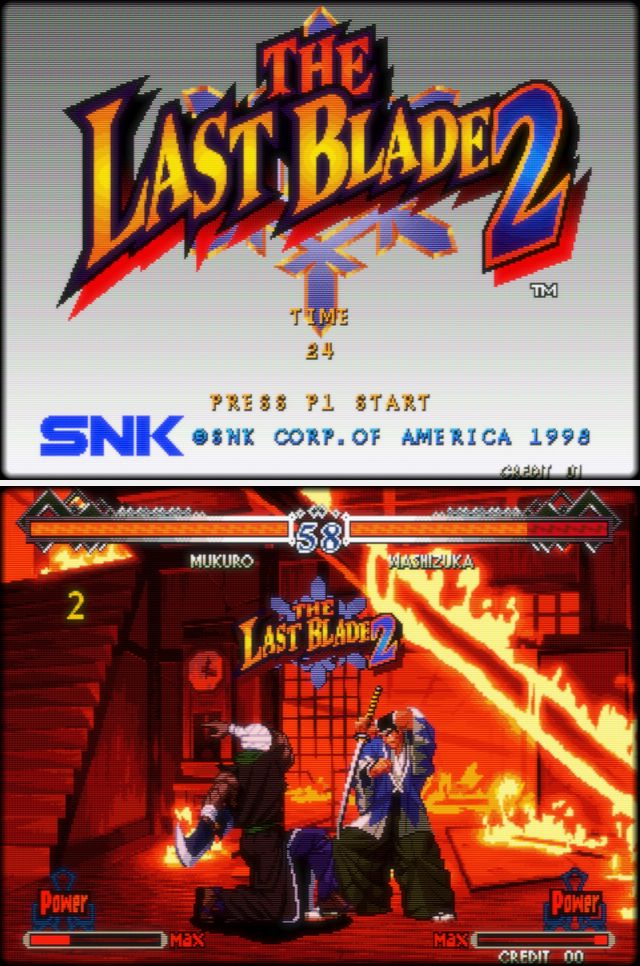 THE
LAST BLADE 2
TM
TIME
24
PRESS P1 START
SNK ©SNK CORP. OF AMERICA 1998
CREDIT 01
58
MUKURO WASHIZUKA
2
THE
LAST BLADE 2
Power Power
MAX MAX
CREDIT 00